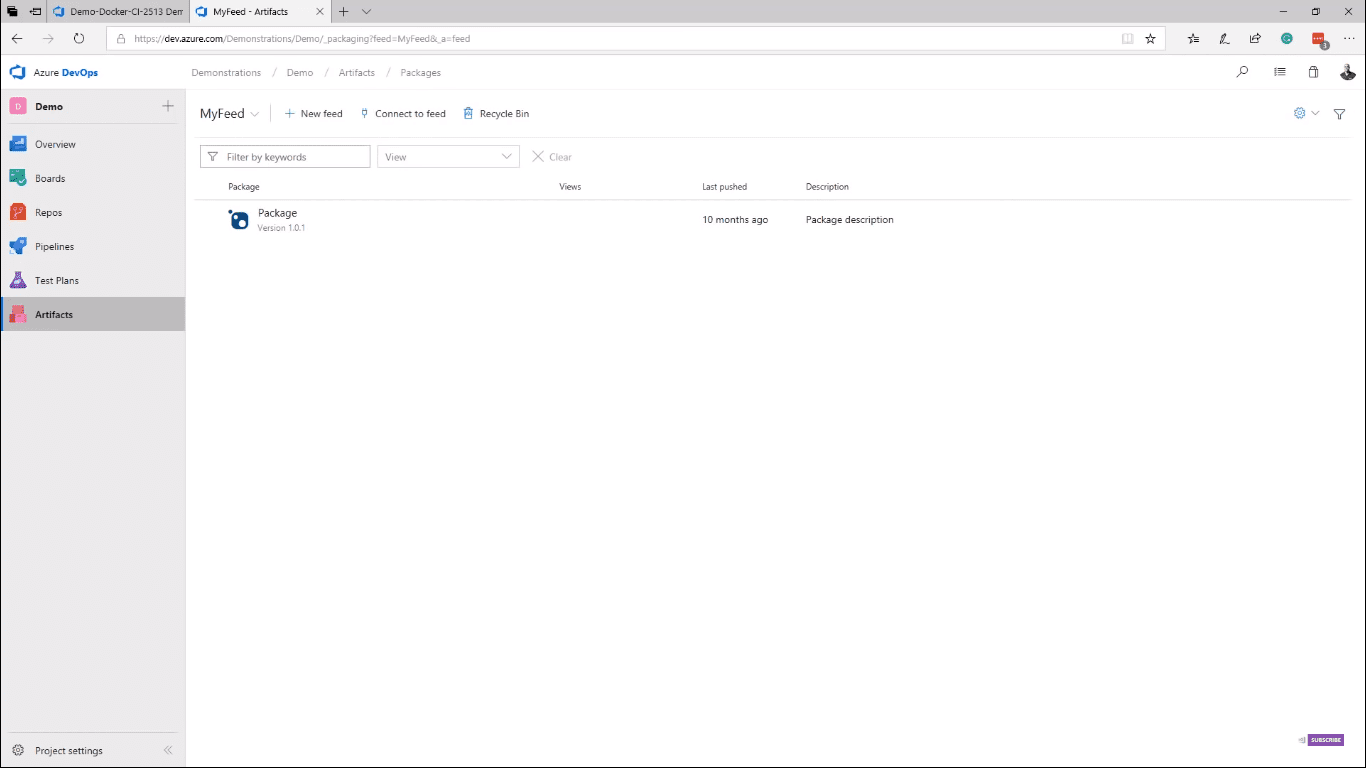 Demo-Docker-CI-2513 Dem
MyFeed - Artifacts
https://dev.azure.com/Demonstrations/Demo/_packaging?feed=MyFeed&_a=feed
3
Azure DevOps
Demonstrations / Demo / Artifacts / Packages
D Demo
Overview
Boards
Repos
Pipelines
Test Plans
Artifacts
Project settings
MyFeed
New feed
Connect to feed
Recycle Bin
Filter by keywords
View
Clear
Package Views Last pushed Description
Package 10 months ago Package description
Version 1.0.1
SUBSCRIBE